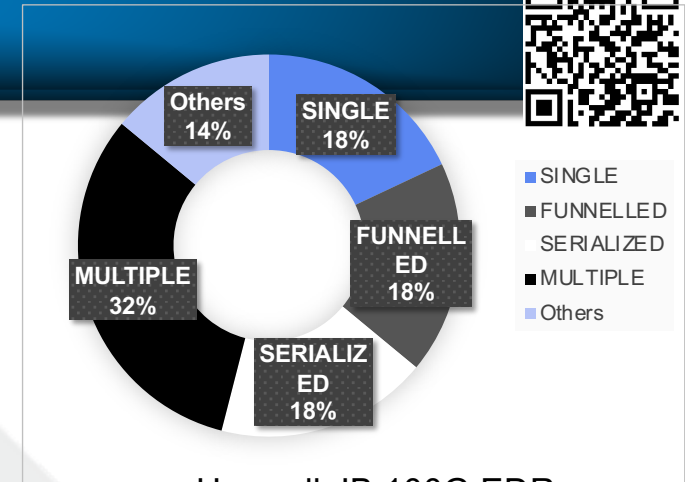 Others
14%
SINGLE
18%
FUNNELL
ED
18%
MULTIPLE
32%
SERIALIZ
ED
18%
SINGLE
FUNNELLED
SERIALIZED
MULTIPLE
Others